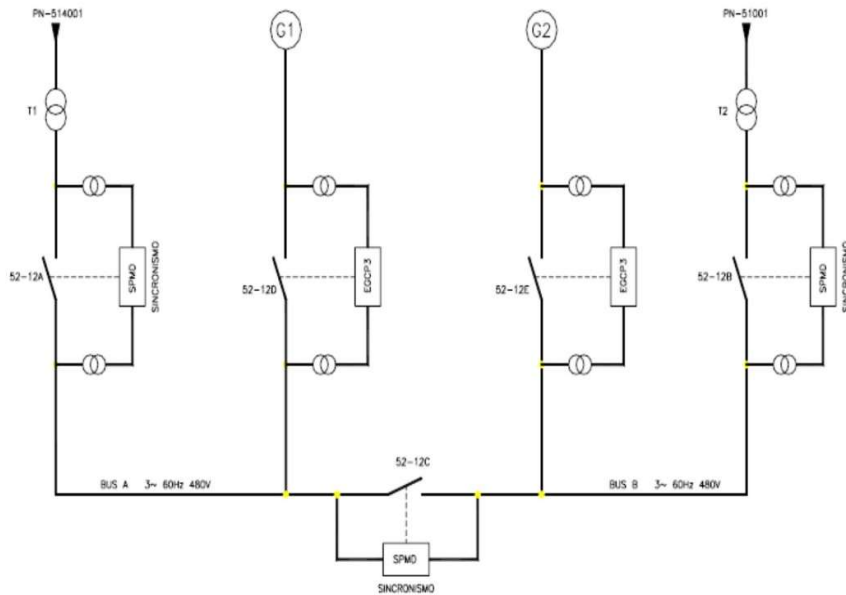 PN-514001
G1
G2
PN-51001
T1
T2
52-12A
SPMD
SINCRONISMO
52-12D
EGCP3
52-12E
EGCP3
52-12B
SPMD
SINCRONISMO
52-12C
BUS A 3~ 60Hz 480V
BUS B 3~ 60Hz 480V
SPMD
SINCRONISMO